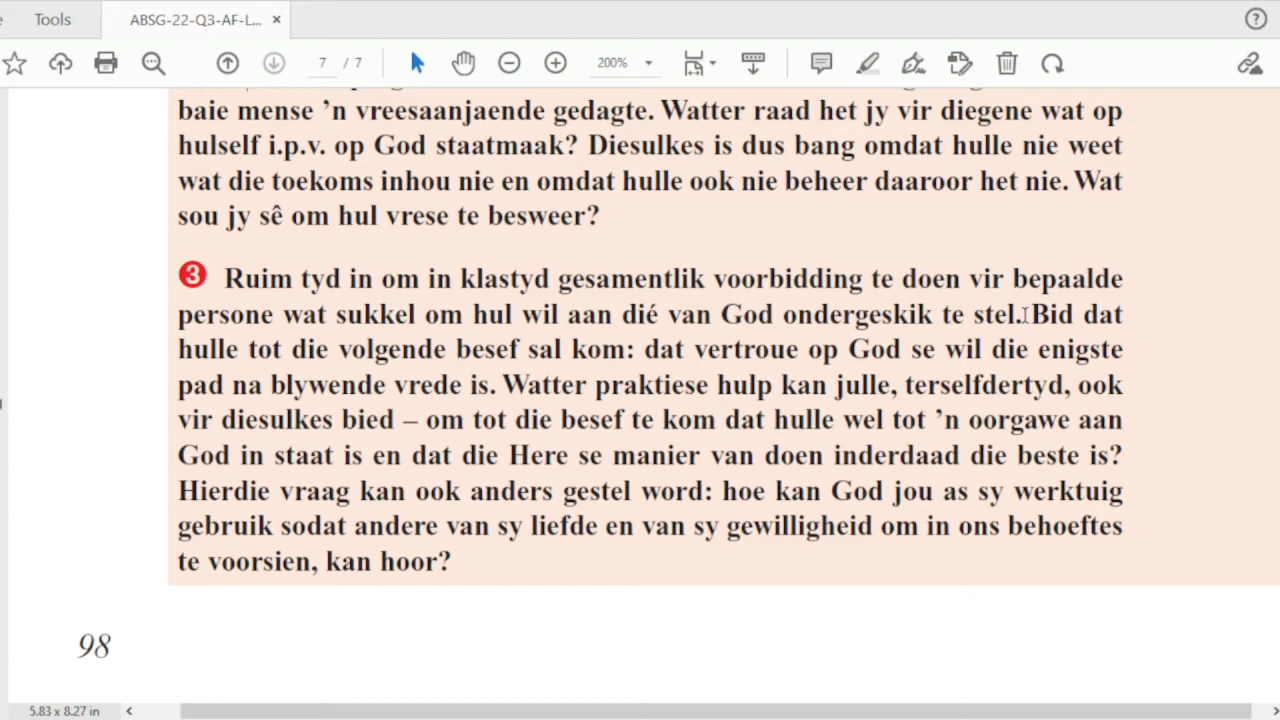 Tools
ABSG-22-Q3-AF-L... ×
7 / 7
200%
baie mense ’n vreesaanjaende gedagte. Watter raad het jy vir diegene wat op
hulself i.p.v. op God staatmaak? Diesulkes is dus bang omdat hulle nie weet
wat die toekoms inhou nie en omdat hulle ook nie beheer daaroor het nie. Wat
sou jy sê om hul vrese te besweer?
3 Ruim tyd in om in klastyd gesamentlik voorbidding te doen vir bepaalde
persone wat sukkel om hul wil aan dié van God ondergeskik te stel. Bid dat
hulle tot die volgende besef sal kom: dat vertroue op God se wil die enigste
pad na blywende vrede is. Watter praktiese hulp kan julle, terselfdertyd, ook
vir diesulkes bied – om tot die besef te kom dat hulle wel tot ’n oorgawe aan
God in staat is en dat die Here se manier van doen inderdaad die beste is?
Hierdie vraag kan ook anders gestel word: hoe kan God jou as sy werktuig
gebruik sodat andere van sy liefde en van sy gewilligheid om in ons behoeftes
te voorsien, kan hoor?
98
5.83 x 8.27 in